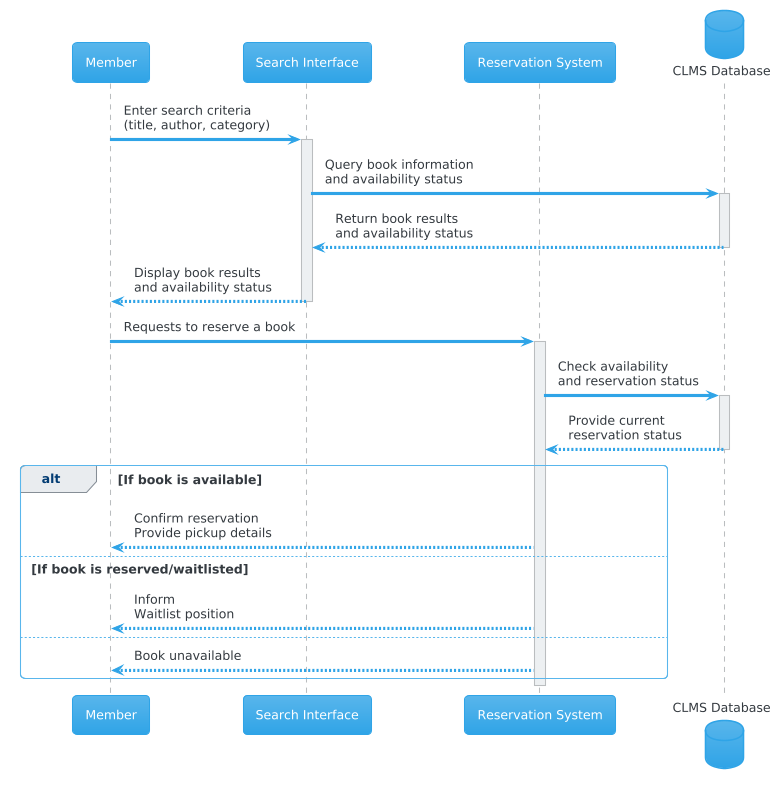 CLMS Database
Member
Search Interface
Reservation System
Enter search criteria
(title, author, category)
Query book information
and availability status
Return book results
and availability status
Display book results
and availability status
Requests to reserve a book
Check availability
and reservation status
Provide current
reservation status
alt
[If book is available]
Confirm reservation
Provide pickup details
[If book is reserved/waitlisted]
Inform
Waitlist position
Book unavailable
Member
Search Interface
Reservation System
CLMS Database